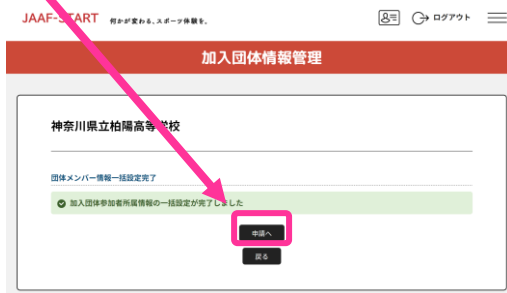 JAAF-START 何かが変わる、スポーツ体験を。
ログアウト
加入団体情報管理
神奈川県立柏陽高等学校
団体メンバー情報一括設定完了
加入団体参加者所属情報の一括設定が完了しました
申請へ
戻る